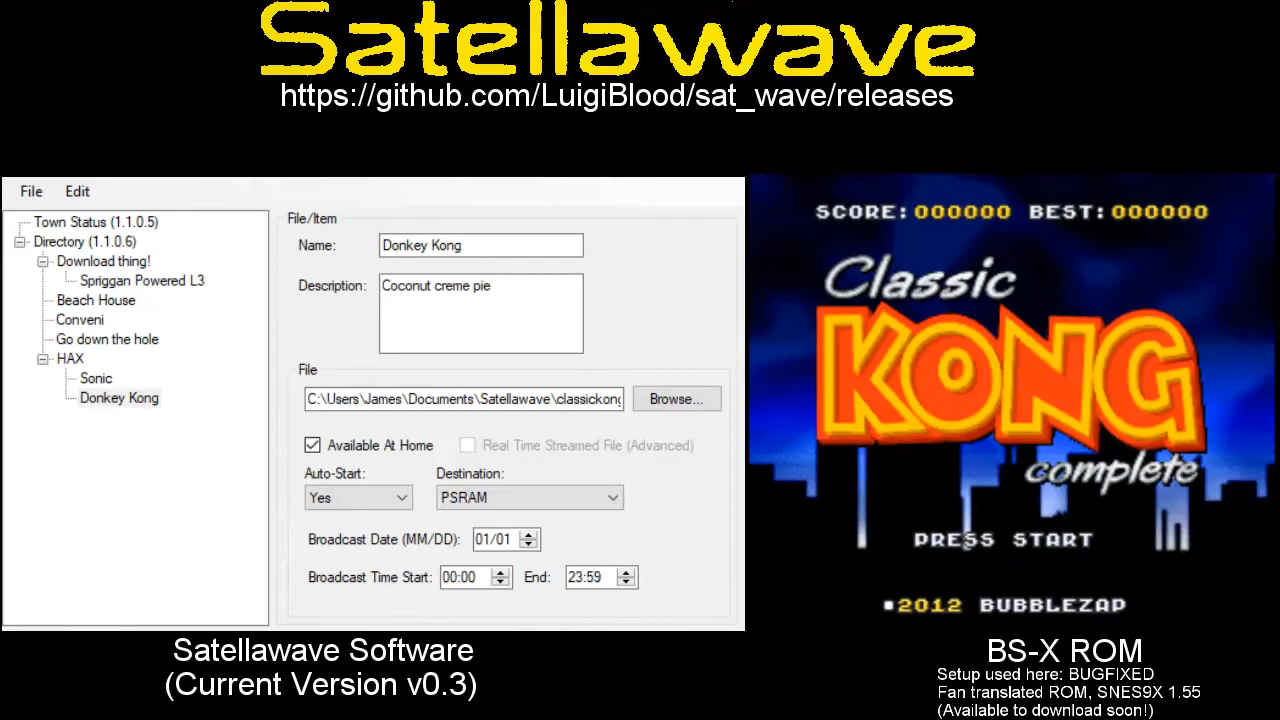 Satellawave
https://github.com/LuigiBlood/sat_wave/releases
File Edit
Town Status (1.1.0.5)
Directory (1.1.0.6)
Download thing!
Spriggan Powered L3
Beach House
Conveni
Go down the hole
HAX
Sonic
Donkey Kong
File/Item
Name: Donkey Kong
Description: Coconut creme pie
File
C:\Users\James\Documents\Satellawave\classickong Browse...
Available At Home Real Time Streamed File (Advanced)
Auto-Start: Destination:
Yes PSRAM
Broadcast Date (MM/DD): 01/01
Broadcast Time Start: 00:00 End: 23:59
SCORE:000000 BEST:000000
Classic
KONG
complete
PRESS START
2012 BUBBLEZAP
Satellawave Software
(Current Version v0.3)
BS-X ROM
Setup used here: BUGFIXED
Fan translated ROM, SNES9X 1.55
(Available to download soon!)